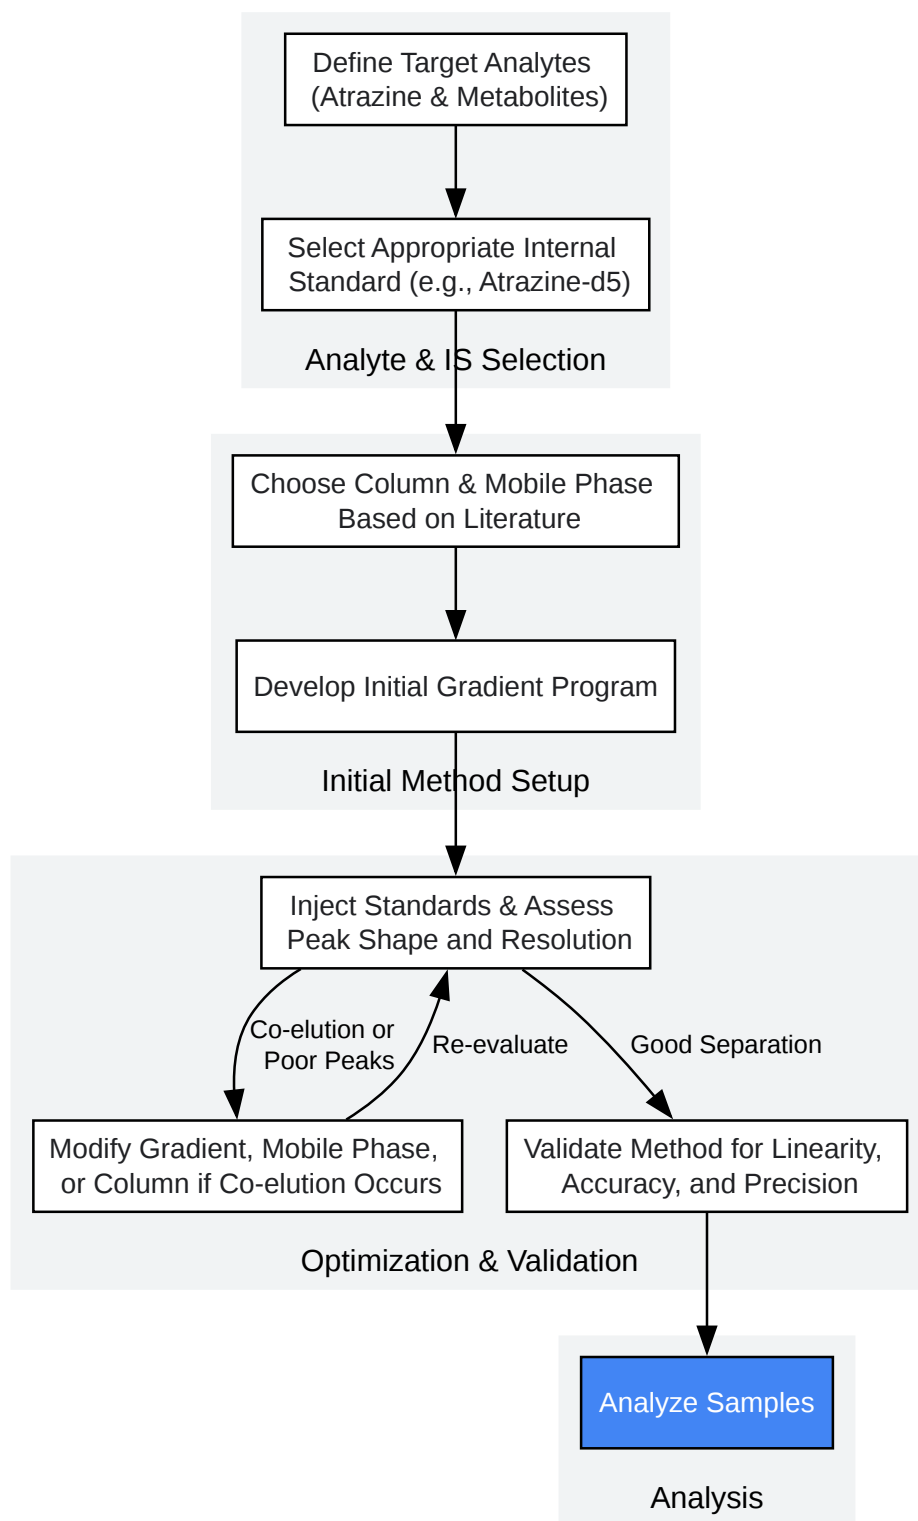 Define Target Analytes
(Atrazine & Metabolites)
Select Appropriate Internal
Standard (e.g., Atrazine-d5)
Analyte & IS Selection
Choose Column & Mobile Phase
Based on Literature
Develop Initial Gradient Program
Initial Method Setup
Inject Standards & Assess
Peak Shape and Resolution
Co-elution or
Poor Peaks
Re-evaluate
Good Separation
Modify Gradient, Mobile Phase,
or Column if Co-elution Occurs
Validate Method for Linearity,
Accuracy, and Precision
Optimization & Validation
Analyze Samples
Analysis